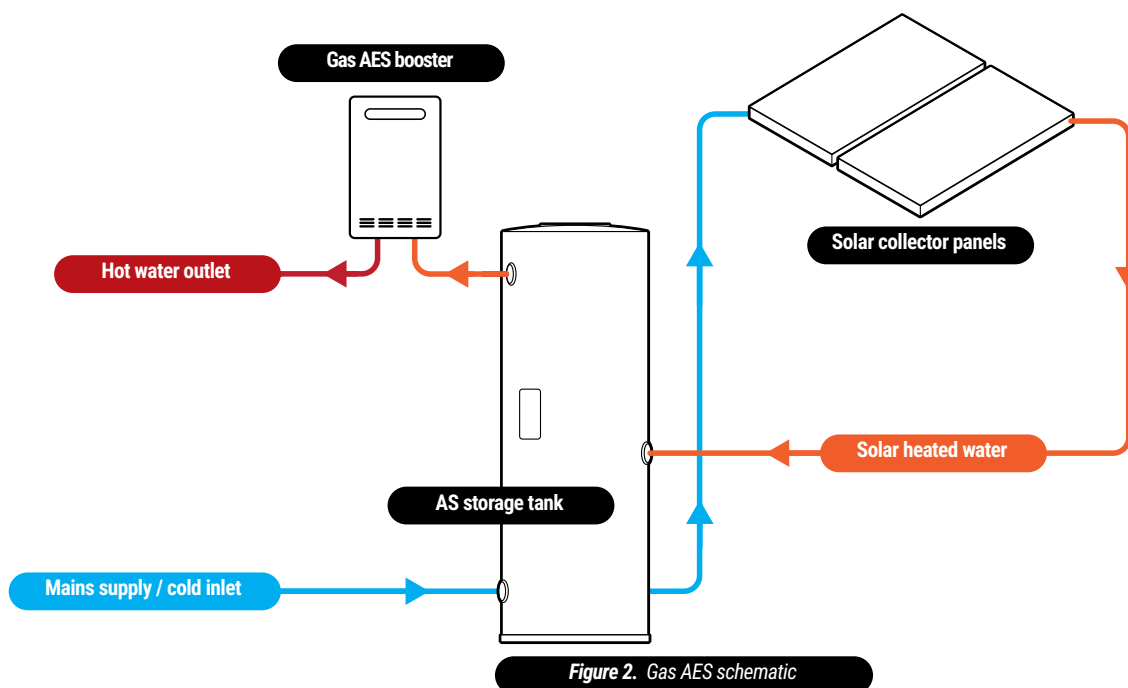 Gas AES booster
Solar collector panels
Hot water outlet
Solar heated water
AS storage tank
Mains supply / cold inlet
Figure 2. Gas AES schematic